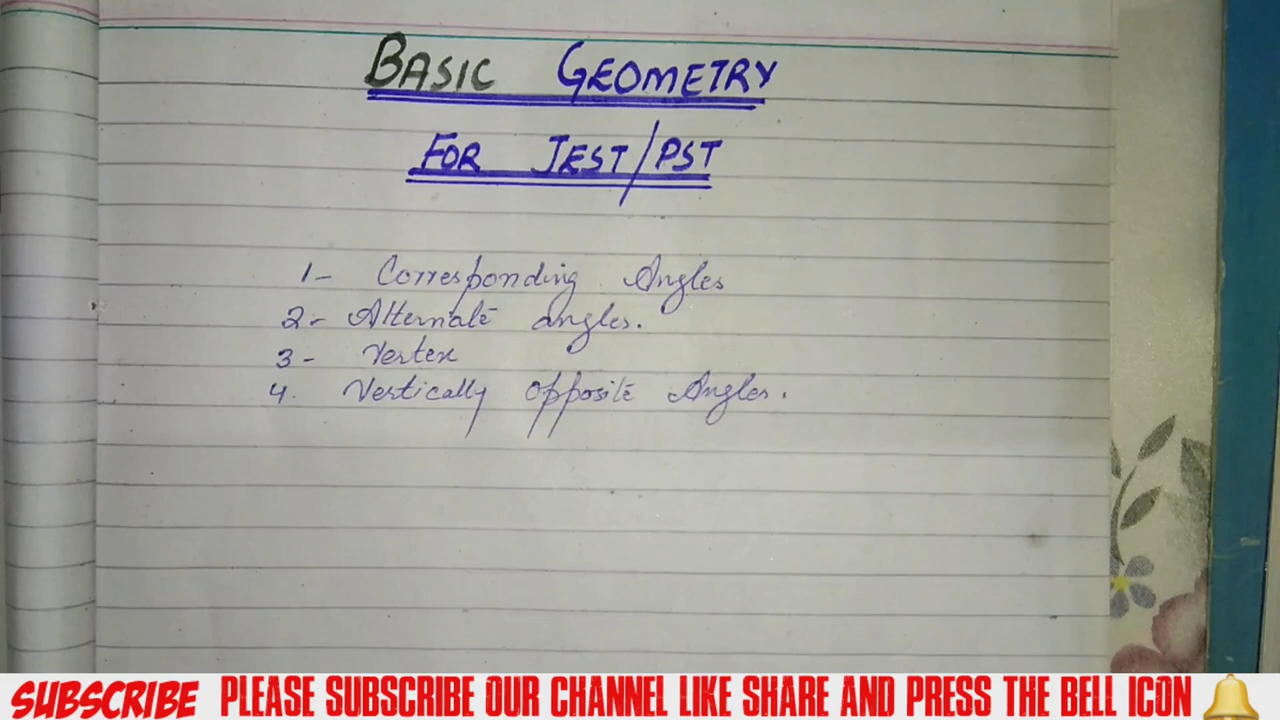 BASIC GEOMETRY
FOR JEST/PST
1- Corresponding Angles
2- Alternate angles.
3- Vertex
4. Vertically opposite Angles.
SUBSCRIBE PLEASE SUBSCRIBE OUR CHANNEL LIKE SHARE AND PRESS THE BELL ICON